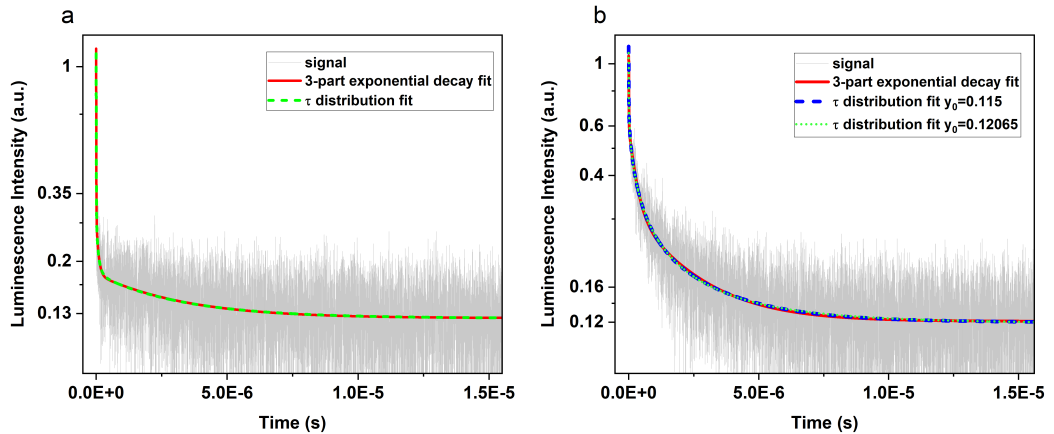 a
Luminescence Intensity (a.u.)
1
0.35
0.2
0.13
signal
3-part exponential decay fit
τ distribution fit
0.0E+0
5.0E-6
1.0E-5
1.5E-5
Time (s)
b
Luminescence Intensity (a.u.)
1
0.6
0.4
0.16
0.12
signal
3-part exponential decay fit
τ distribution fit y₀=0.115
τ distribution fit y₀=0.12065
0.0E+0
5.0E-6
1.0E-5
1.5E-5
Time (s)